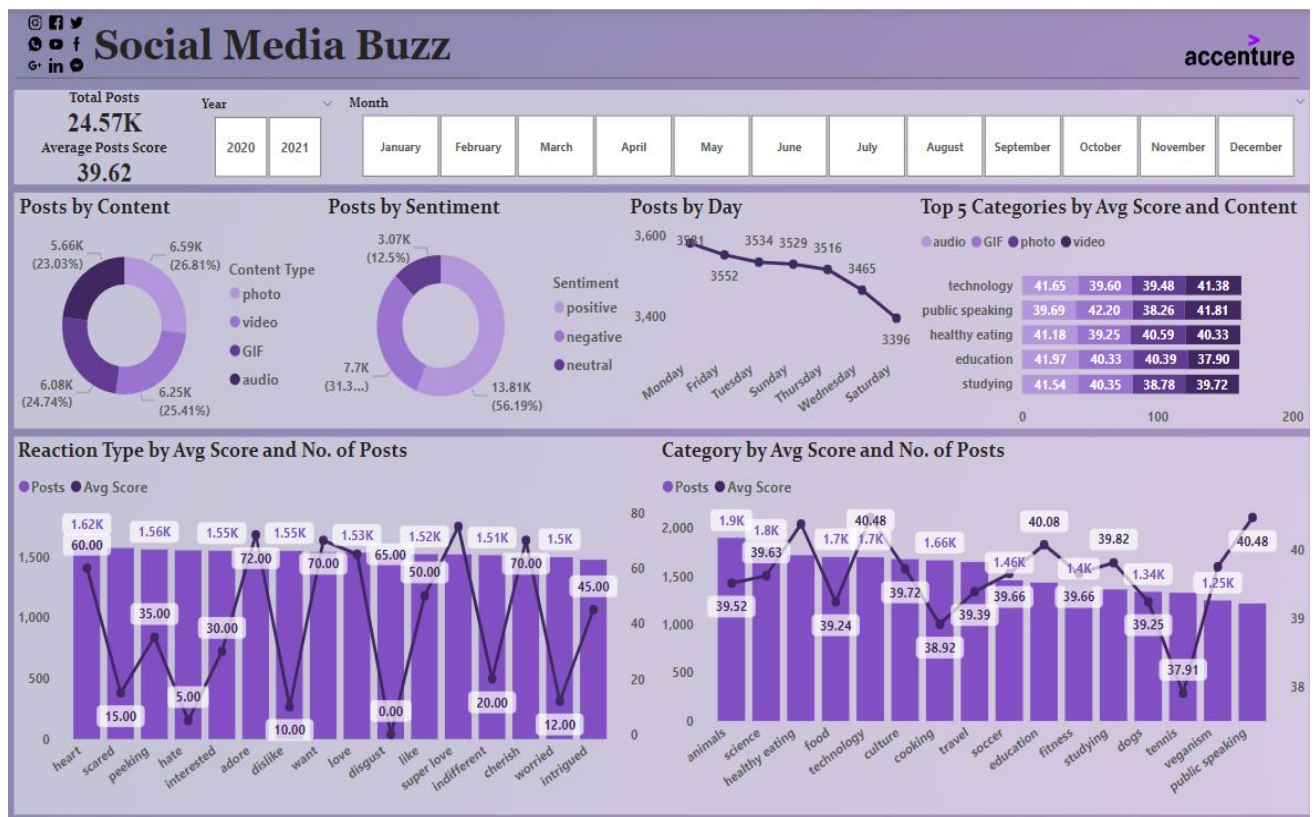 Social Media Buzz
accenture
Total Posts
24.57K
Average Posts Score
39.62
Year
2020 2021
Month
January February March April May June July August September October November December
Posts by Content
5.66K
(23.03%)
6.59K
(26.81%)
6.08K
(24.74%)
6.25K
(25.41%)
Content Type
photo
video
GIF
audio
Posts by Sentiment
3.07K
(12.5%)
7.7K
(31.3...)
13.81K
(56.19%)
Sentiment
positive
negative
neutral
Posts by Day
3,600
3,400
3581
3552
3534 3529 3516
3465
3396
Monday Friday Tuesday Sunday Thursday Wednesday Saturday
Top 5 Categories by Avg Score and Content
audio GIF photo video
technology 41.65 39.60 39.48 41.38
public speaking 39.69 42.20 38.26 41.81
healthy eating 41.18 39.25 40.59 40.33
education 41.97 40.33 40.39 37.90
studying 41.54 40.35 38.78 39.72
0 100 200
Reaction Type by Avg Score and No. of Posts
Posts Avg Score
1,500
1,000
500
0
1.62K 1.56K 1.55K 1.55K 1.53K 1.52K 1.51K 1.5K
60.00 15.00 35.00 5.00 30.00 72.00 10.00 70.00 65.00 0.00 50.00 20.00 70.00 12.00 45.00
80
60
40
20
0
heart scared peeking hate interested adore dislike want love disgust like super love indifferent cherish worried intrigued
Category by Avg Score and No. of Posts
Posts Avg Score
2,000
1,500
1,000
500
0
1.9K 1.8K 1.7K 1.7K 1.66K 1.46K 1.4K 1.34K 1.25K
39.52 39.63 39.24 40.48 39.72 38.92 39.39 39.66 40.08 39.66 39.82 39.25 37.91 40.48
40
39
38
animals science healthy eating food technology culture cooking travel soccer education fitness studying dogs tennis veganism public speaking